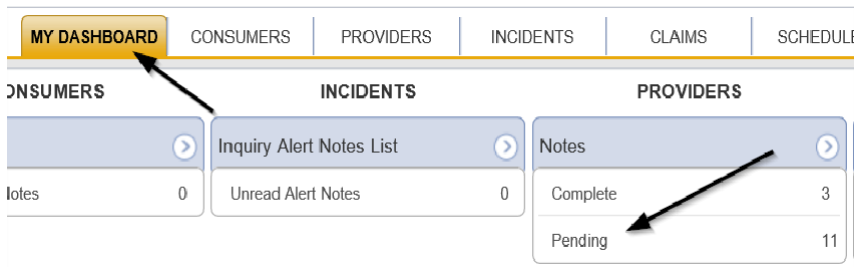 MY DASHBOARD CONSUMERS PROVIDERS INCIDENTS CLAIMS SCHEDULE
ONSUMERS INCIDENTS PROVIDERS
Inquiry Alert Notes List Notes
lotes 0 Unread Alert Notes 0 Complete 3
Pending 11